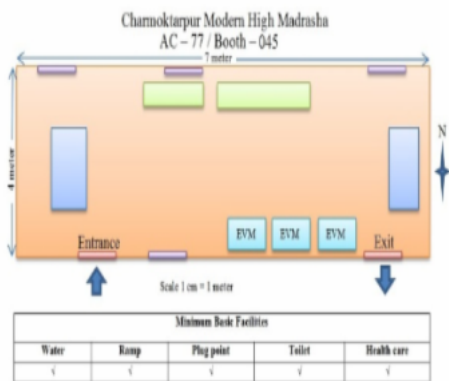 Charmoktarpur Modern High Madrasha
AC – 77 / Booth – 045
7 meter
4 meter
N
EVM EVM EVM
Entrance Exit
Scale 1 cm = 1 meter
Minimum Basic Facilities
Water Ramp Plug point Toilet Health care
√ √ √ √ √